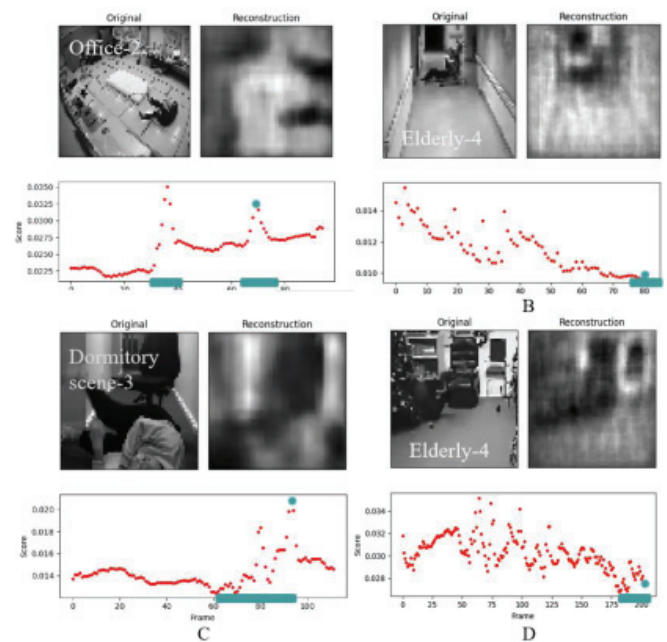 Original Reconstruction
Office-2
0.0350
0.0325
0.0300
0.0275
0.0250
0.0225
Score
0 20 80
Original Reconstruction
Elderly-4
0.014
0.012
0.010
0 10 20 30 40 50 60 70 80
B
Original Reconstruction
Dormitory
scene-3
0.020
0.018
0.016
0.014
Score
0 20 40 60 80 100
Frame
C
Original Reconstruction
Elderly-4
0.034
0.032
0.030
0.028
Score
0 25 50 75 100 125 150 175 200
Frame
D